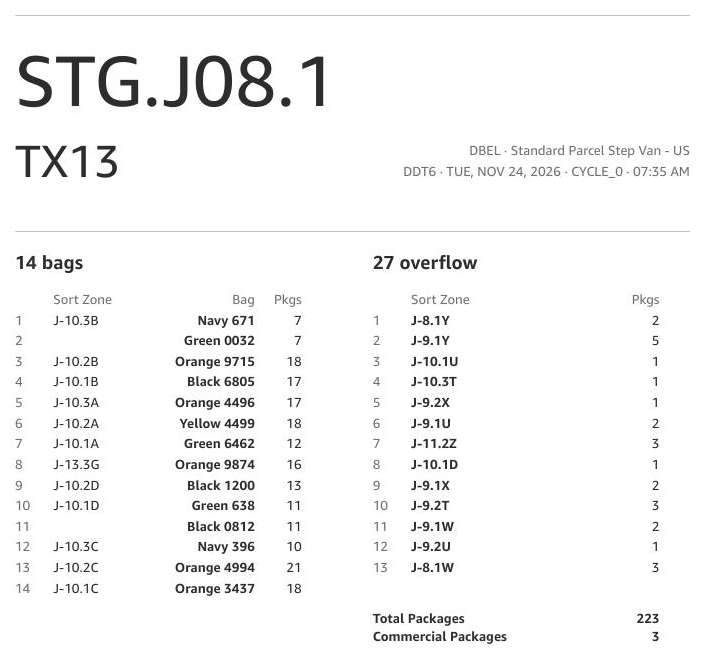 STG.J08.1
TX13
DBEL · Standard Parcel Step Van - US
DDT6 · TUE, NOV 24, 2026 · CYCLE_0 · 07:35 AM
14 bags
Sort Zone Bag Pkgs
1 J-10.3B Navy 671 7
2 Green 0032 7
3 J-10.2B Orange 9715 18
4 J-10.1B Black 6805 17
5 J-10.3A Orange 4496 17
6 J-10.2A Yellow 4499 18
7 J-10.1A Green 6462 12
8 J-13.3G Orange 9874 16
9 J-10.2D Black 1200 13
10 J-10.1D Green 638 11
11 Black 0812 11
12 J-10.3C Navy 396 10
13 J-10.2C Orange 4994 21
14 J-10.1C Orange 3437 18
27 overflow
Sort Zone Pkgs
1 J-8.1Y 2
2 J-9.1Y 5
3 J-10.1U 1
4 J-10.3T 1
5 J-9.2X 1
6 J-9.1U 2
7 J-11.2Z 3
8 J-10.1D 1
9 J-9.1X 2
10 J-9.2T 3
11 J-9.1W 2
12 J-9.2U 1
13 J-8.1W 3
Total Packages 223
Commercial Packages 3